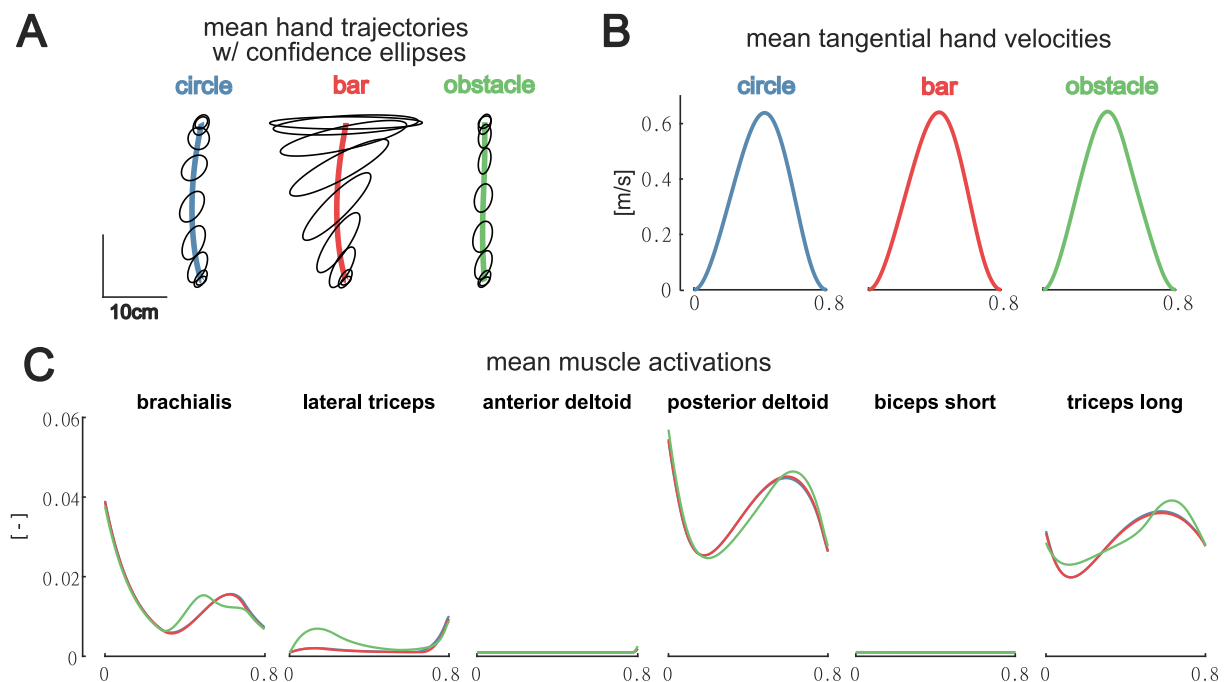 A
mean hand trajectories
w/ confidence ellipses
circle
bar
obstacle
10cm
B
mean tangential hand velocities
circle
bar
obstacle
[m/s]
0.6
0.4
0.2
0
0 0.8
0.8
0.8
C
mean muscle activations
brachialis
lateral triceps
anterior deltoid
posterior deltoid
biceps short
triceps long
[-]
0.06
0.04
0.02
0
0 0.8
0 0.8
0 0.8
0 0.8
0 0.8
0 0.8